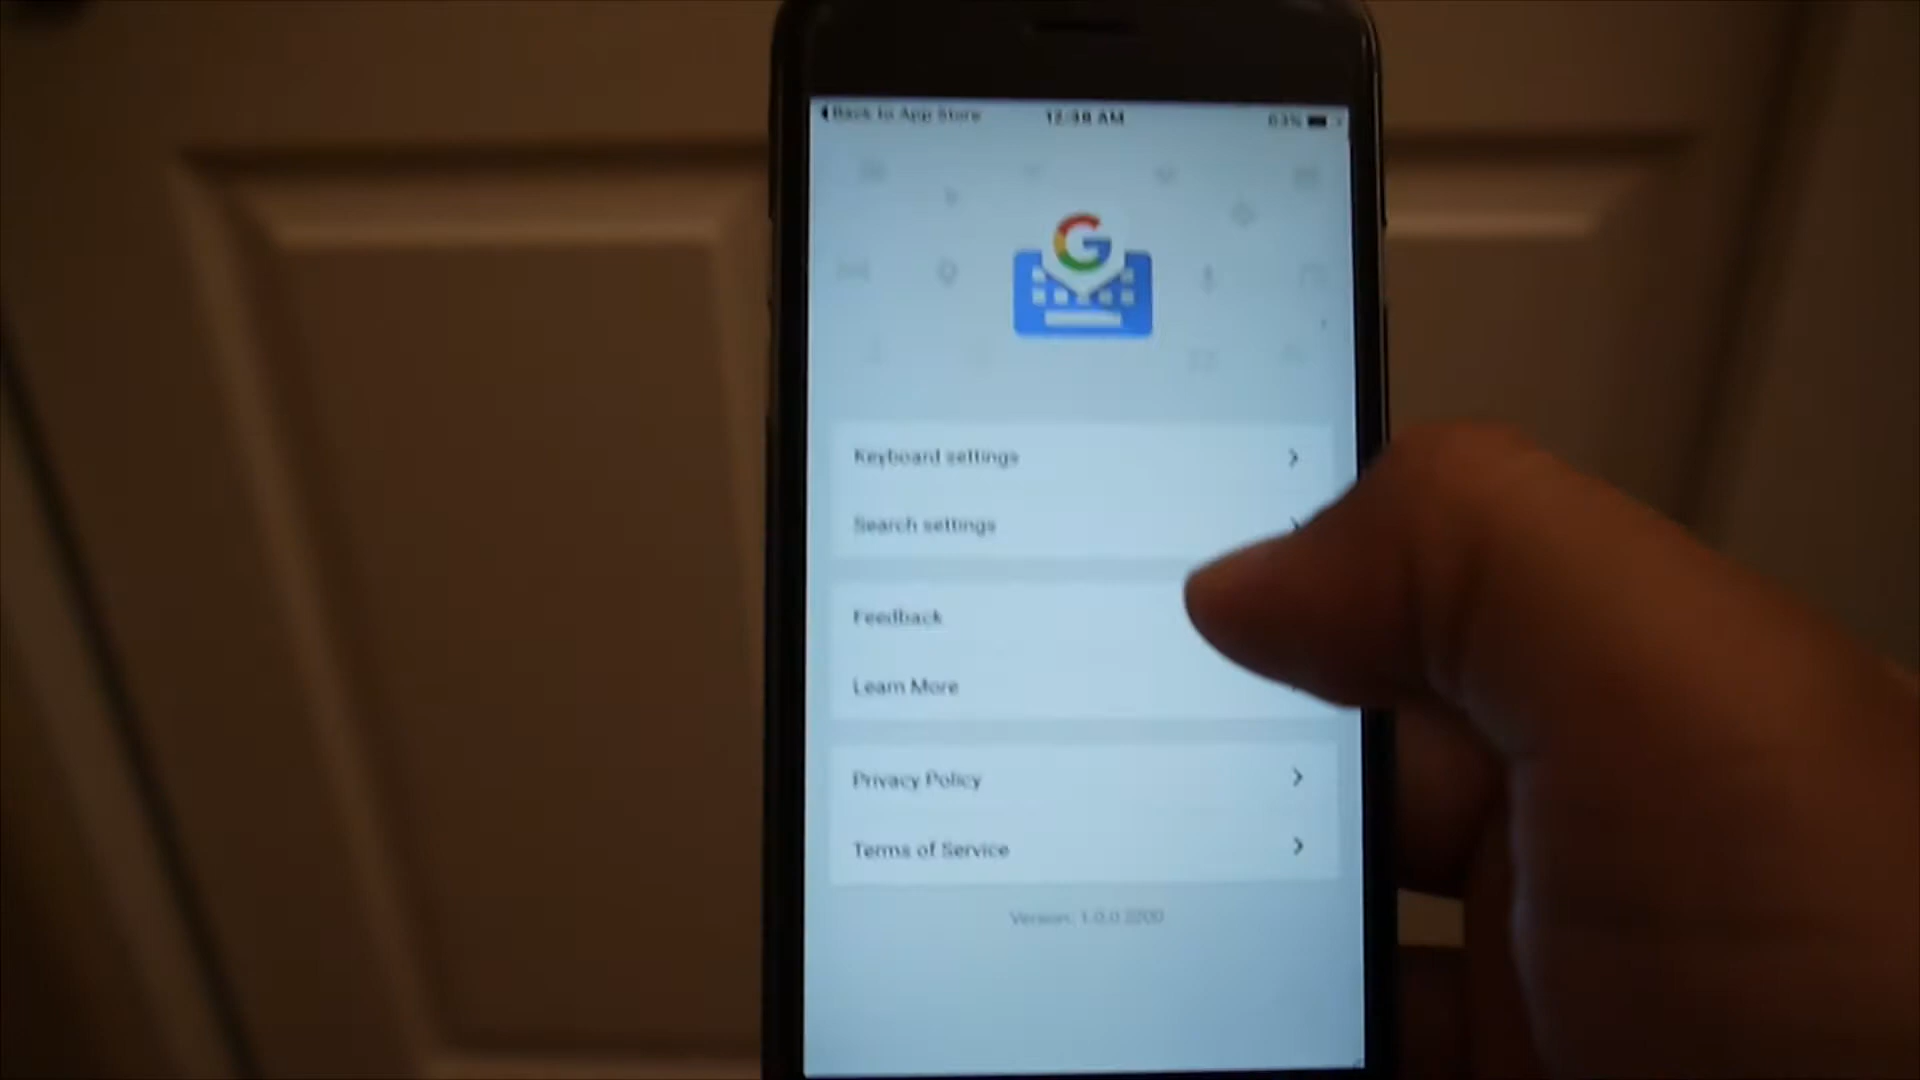 Back to App Store 12:38 AM 63%
G
Keyboard settings
Search settings
Feedback
Learn More
Privacy Policy
Terms of Service
Version: 1.0.0.2200